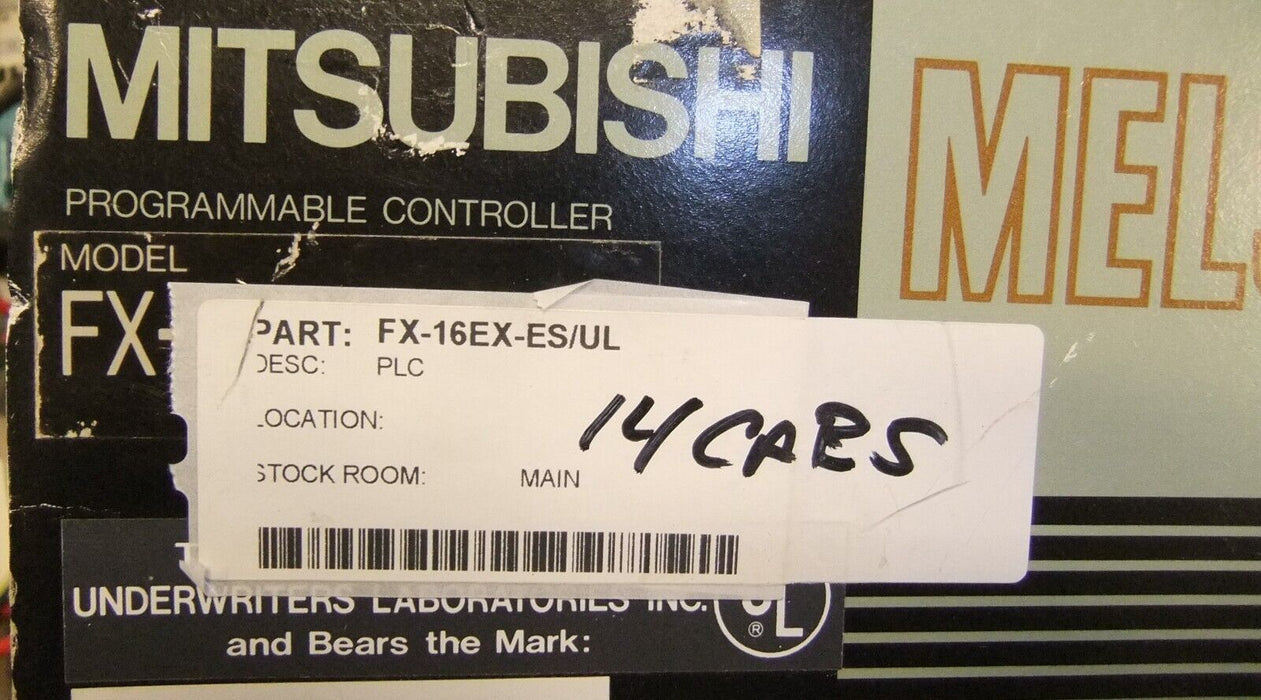 MITSUBISHI
PROGRAMMABLE CONTROLLER
MODEL
FX-
MEL
PART: FX-16EX-ES/UL
DESC: PLC
LOCATION:
14 CABS
STOCK ROOM: MAIN
UNDERWRITERS LABORATORIES INC.
UL
®
and Bears the Mark: